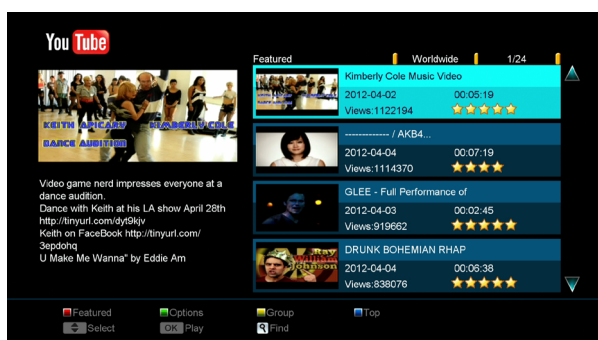 You Tube
Featured Worldwide 1/24
KEITH APICARY KIMBERLY COLE
DANCE AUDITION
Video game nerd impresses everyone at a
dance audition.
Dance with Keith at his LA show April 28th
http://tinyurl.com/dyt9kjv
Keith on FaceBook http://tinyurl.com/
3epdohq
U Make Me Wanna" by Eddie Am
Kimberly Cole Music Video
2012-04-02 00:05:19
Views:1122194
------------- / AKB4...
2012-04-04 00:07:19
Views:1114370
GLEE - Full Performance of
2012-04-03 00:02:45
Views:919662
Ray
William
Johnson
DRUNK BOHEMIAN RHAP
2012-04-04 00:06:38
Views:838076
Featured Options Group Top
Select OK Play Find